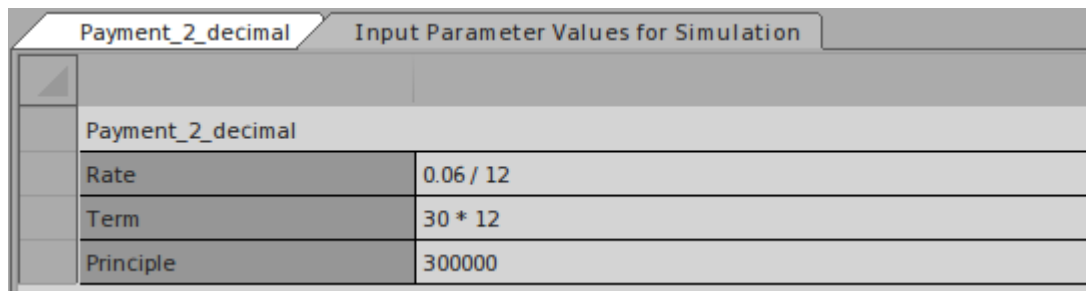 Payment_2_decimal Input Parameter Values for Simulation
Payment_2_decimal
Rate 0.06 / 12
Term 30 * 12
Principle 300000